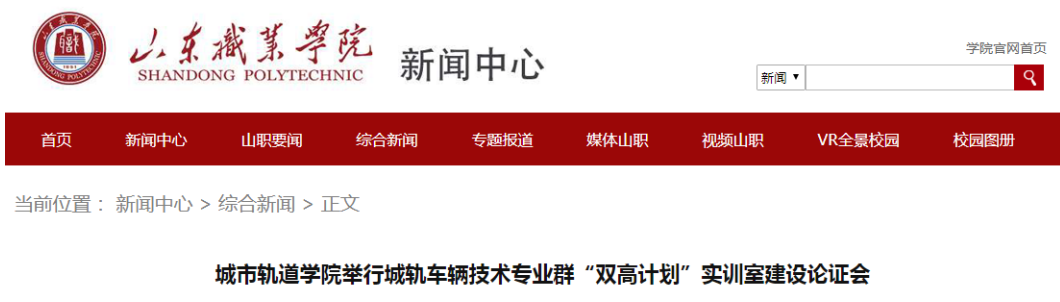 山东职业学院
SHANDONG POLYTECHNIC
新闻中心
学院官网首页
新闻
首页 新闻中心 山职要闻 综合新闻 专题报道 媒体山职 视频山职 VR全景校园 校园图册
当前位置： 新闻中心 > 综合新闻 > 正文
城市轨道学院举行城轨车辆技术专业群“双高计划”实训室建设论证会